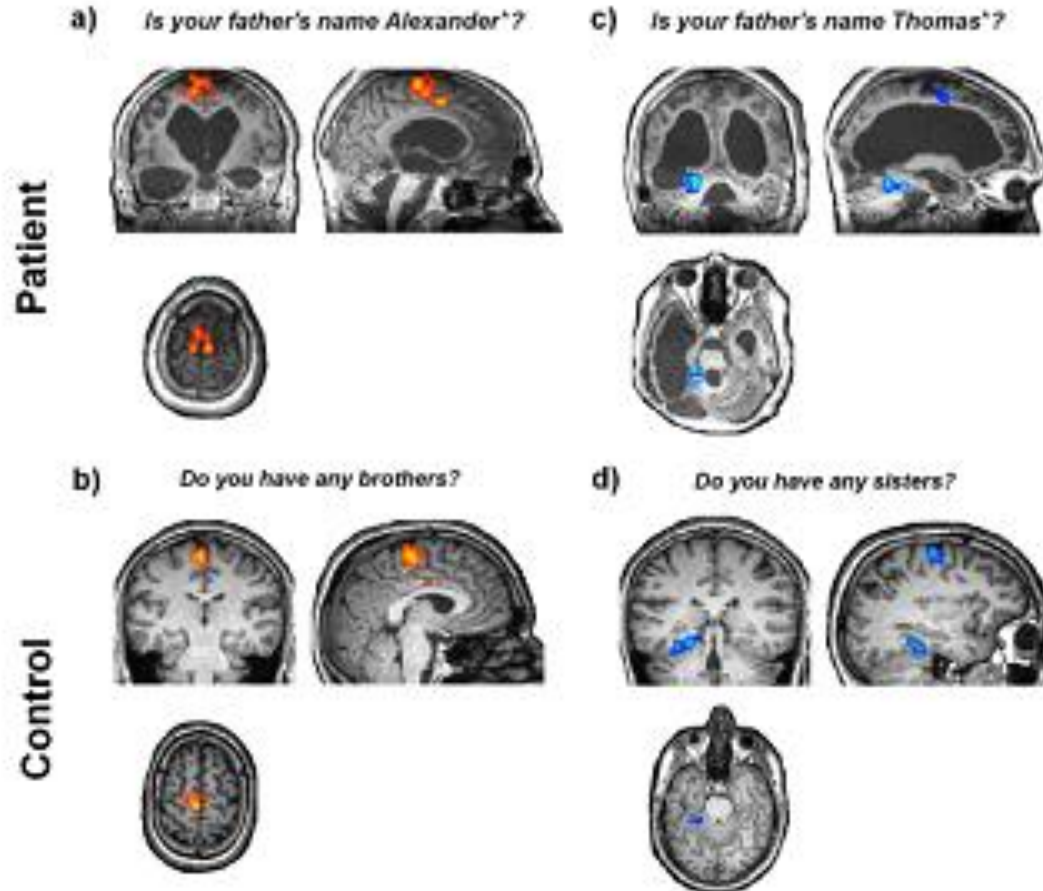 a) Is your father's name Alexander*?
c) Is your father's name Thomas*?
Patient
b) Do you have any brothers?
d) Do you have any sisters?
Control